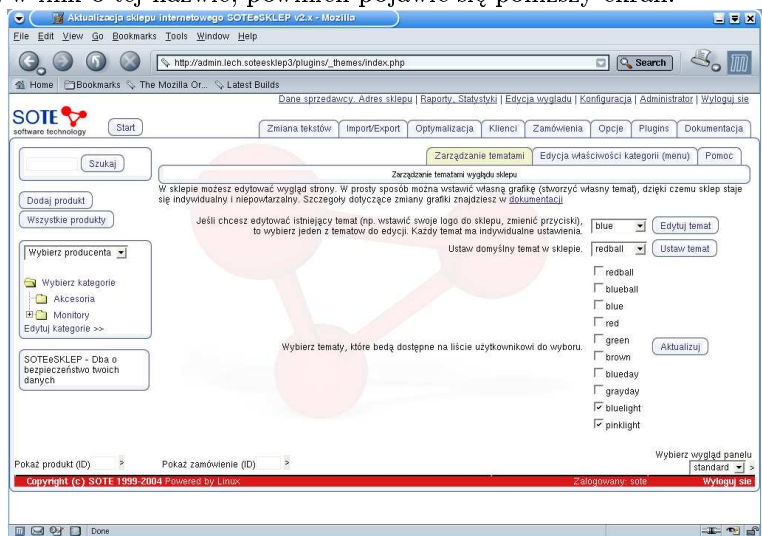 w nim o tej nazwie, powinien pojawić się poniższy ekran.
Aktualizacja sklepu internetowego SOTEeSKLEP v2.x - Mozilla
File Edit View Go Bookmarks Tools Window Help
http://admin.lech.soteesklep3/plugins/_themes/index.php
Search
Home Bookmarks The Mozilla Or... Latest Builds
Dane sprzedawcy. Adres sklepu | Raporty, Statystyki | Edycja wyglądu | Konfiguracja | Administrator | Wyloguj sie
SOTE
software technology
Start
Zmiana tekstów Import/Export Optymalizacja Klienci Zamówienia Opcje Plugins Dokumentacja
Szukaj
Zarządzanie tematami Edycja właściwości kategorii (menu) Pomoc
Zarządzanie tematami wyglądu sklepu
W sklepie możesz edytować wygląd strony. W prosty sposób można wstawić własną grafikę (stworzyć własny temat), dzięki czemu sklep staje
się indywidualny i niepowtarzalny. Szczegoły dotyczące zmiany grafiki znajdziesz w dokumentacji
Dodaj produkt
Wszystkie produkty
Jeśli chcesz edytować istniejący temat (np. wstawić swoje logo do sklepu, zmienić przyciski),
to wybierz jeden z tematow do edycji. Każdy temat ma indywidualne ustawienia.
blue
Edytuj temat
Ustaw domyślny temat w sklepie.
redball
Ustaw temat
Wybierz producenta
Wybierz kategorie
Akcesoria
Monitory
Edytuj kategorie >>
SOTEeSKLEP - Dba o
bezpieczeństwo twoich
danych
Wybierz tematy, które bedą dostępne na liście użytkownikowi do wyboru.
redball
blueball
blue
red
green
brown
blueday
grayday
bluelight
pinklight
Aktualizuj
Pokaż produkt (ID) >
Pokaż zamówienie (ID) >
Wybierz wygląd panelu
standard >
Copyright (c) SOTE 1999-2004 Powered by Linux
Zalogowany: sote
Wyloguj sie
Done